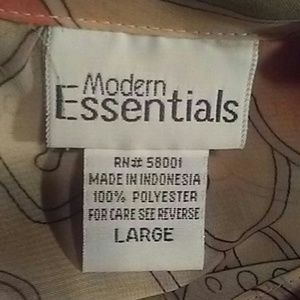 Modern
Essentials
RN# 58001
MADE IN INDONESIA
100% POLYESTER
FOR CARE SEE REVERSE
LARGE